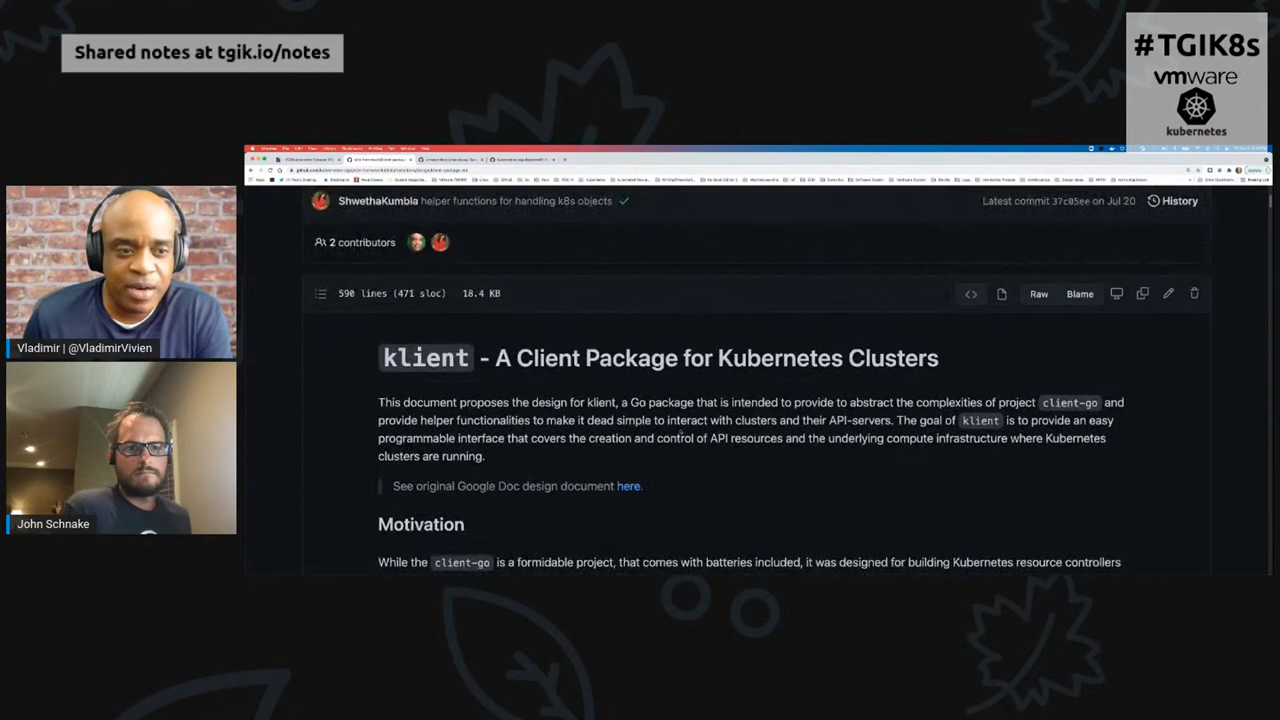 Shared notes at tgik.io/notes
#TGIK8s
vmware
kubernetes
ShwethaKumbla helper functions for handling k8s objects
Latest commit 37c05ee on Jul 20
History
2 contributors
590 lines (471 sloc)
18.4 KB
Raw
Blame
klient - A Client Package for Kubernetes Clusters
This document proposes the design for klient, a Go package that is intended to provide to abstract the complexities of project client-go and
provide helper functionalities to make it dead simple to interact with clusters and their API-servers. The goal of klient is to provide an easy
programmable interface that covers the creation and control of API resources and the underlying compute infrastructure where Kubernetes
clusters are running.
See original Google Doc design document here.
Motivation
While the client-go is a formidable project, that comes with batteries included, it was designed for building Kubernetes resource controllers
Vladimir | @VladimirVivien
John Schnake